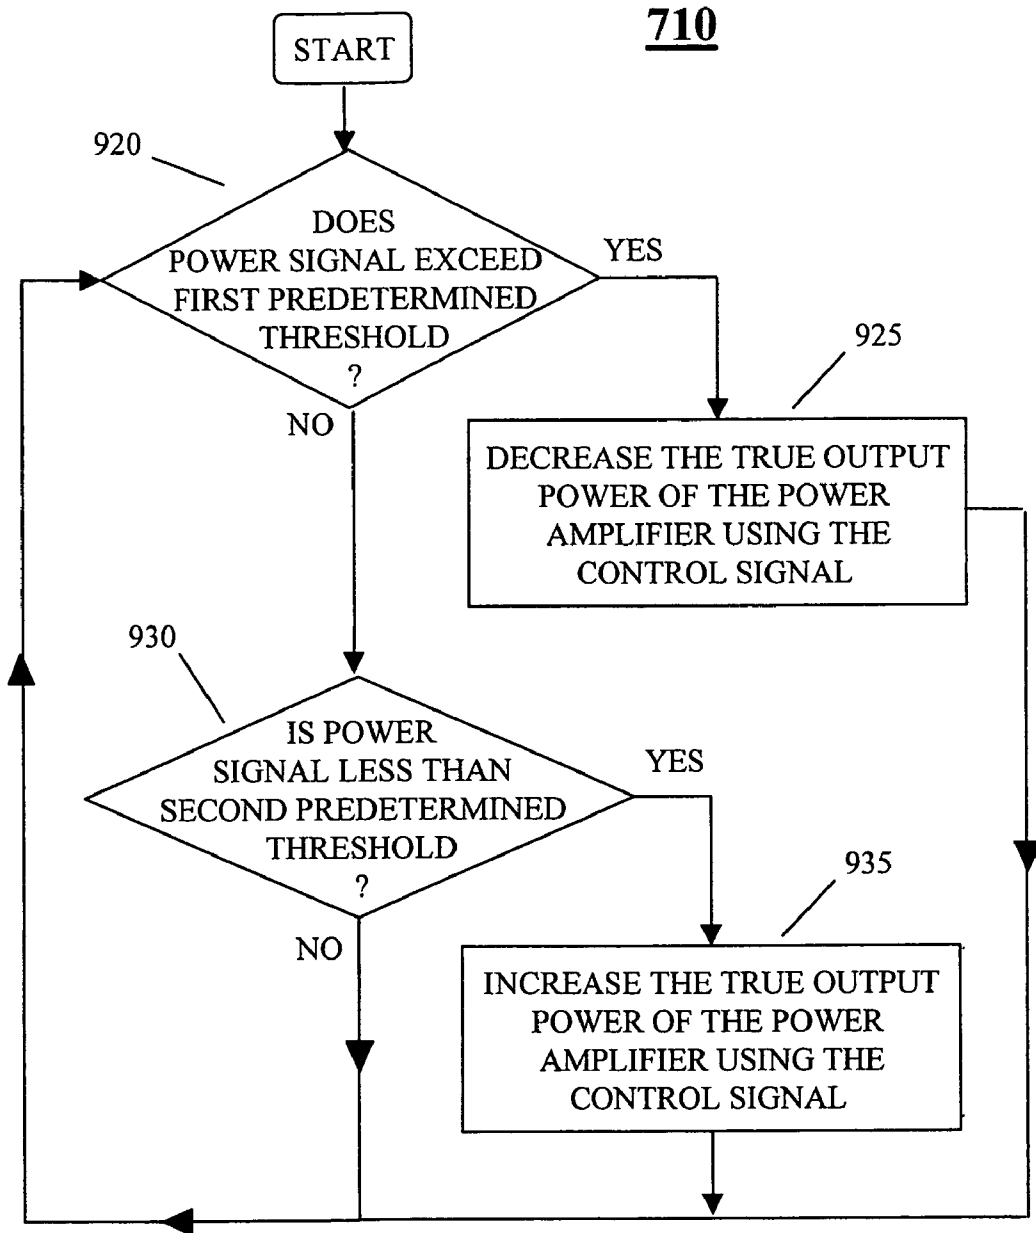 710
START
920
DOES
POWER SIGNAL EXCEED
FIRST PREDETERMINED
THRESHOLD
?
YES
NO
925
DECREASE THE TRUE OUTPUT
POWER OF THE POWER
AMPLIFIER USING THE
CONTROL SIGNAL
930
IS POWER
SIGNAL LESS THAN
SECOND PREDETERMINED
THRESHOLD
?
YES
NO
935
INCREASE THE TRUE OUTPUT
POWER OF THE POWER
AMPLIFIER USING THE
CONTROL SIGNAL